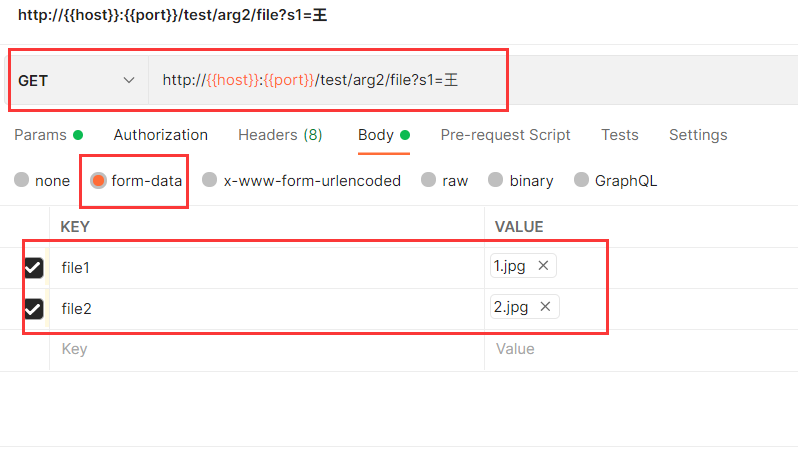 http://{{host}}:{{port}}/test/arg2/file?s1=王
GET http://{{host}}:{{port}}/test/arg2/file?s1=王
Params Authorization Headers (8) Body Pre-request Script Tests Settings
none form-data x-www-form-urlencoded raw binary GraphQL
KEY VALUE
file1 1.jpg ×
file2 2.jpg ×
Key Value